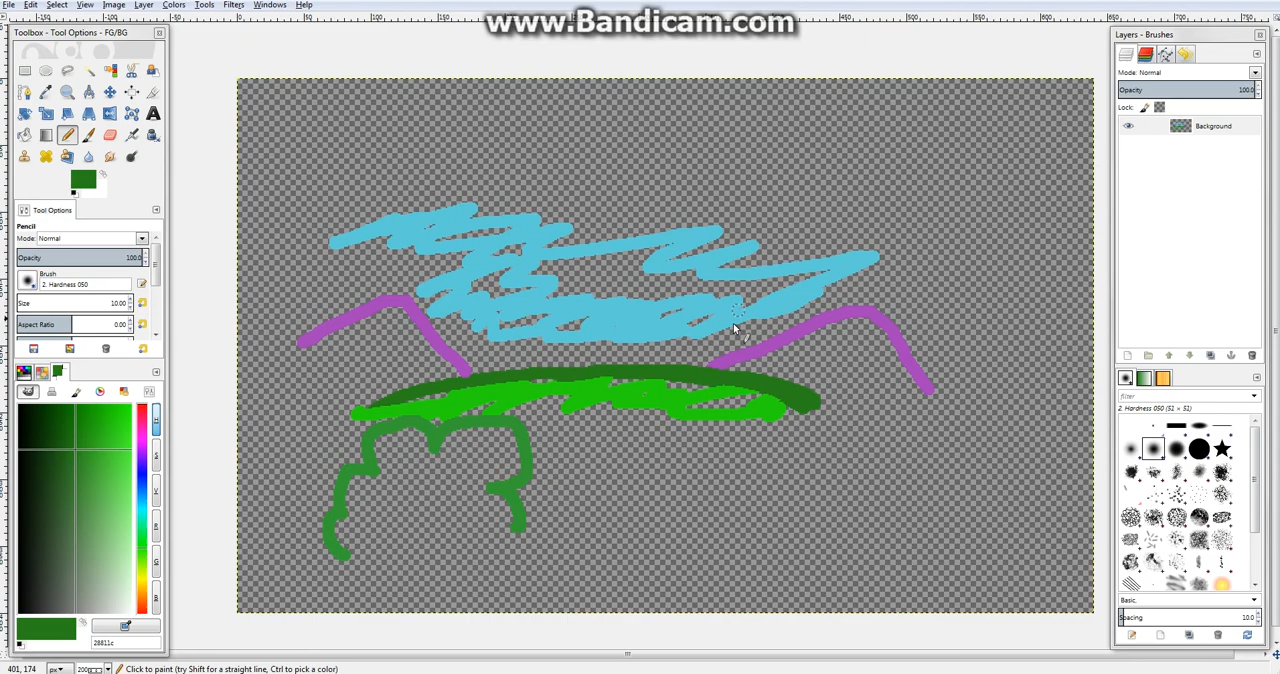 File Edit Select View Image Layer Colors Tools Filters Windows Help
www.Bandicam.com
Toolbox - Tool Options - FG/BG
Tool Options
Pencil
Mode: Normal
Opacity 100.0
Brush
2. Hardness 050
Size 10.00
Aspect Ratio 0.00
28811c
Layers - Brushes
Mode: Normal
Opacity 100.0
Lock:
Background
filter
2. Hardness 050 (51 × 51)
Basic,
Spacing 10.0
401, 174 px 200 Click to paint (try Shift for a straight line, Ctrl to pick a color)